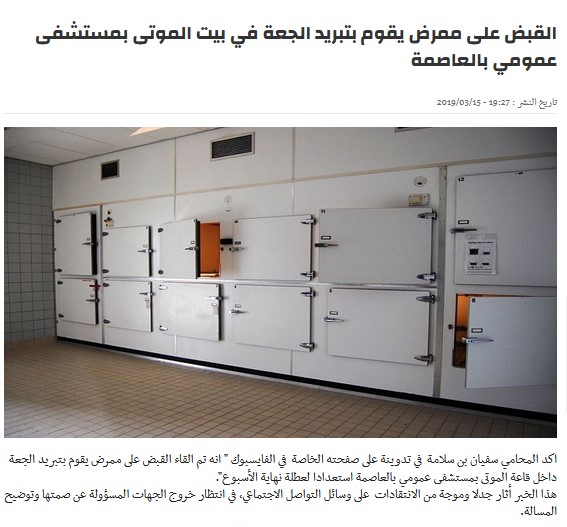 القبض على ممرض يقوم بتبريد الجعة في بيت الموتى بمستشفى
عمومي بالعاصمة
تاريخ النشر : 19:27 - 2019/03/15
12
11
6
اكد المحامي سفيان بن سلامة في تدوينة على صفحته الخاصة في الفايسبوك " انه تم القاء القبض على ممرض يقوم بتبريد الجعة
داخل قاعة الموتى بمستشفى عمومي بالعاصمة استعدادا لعطلة نهاية الأسبوع".
هذا الخبر أثار جدلا وموجة من الانتقادات على وسائل التواصل الاجتماعي، في انتظار خروج الجهات المسؤولة عن صمتها وتوضيح
المسالة.